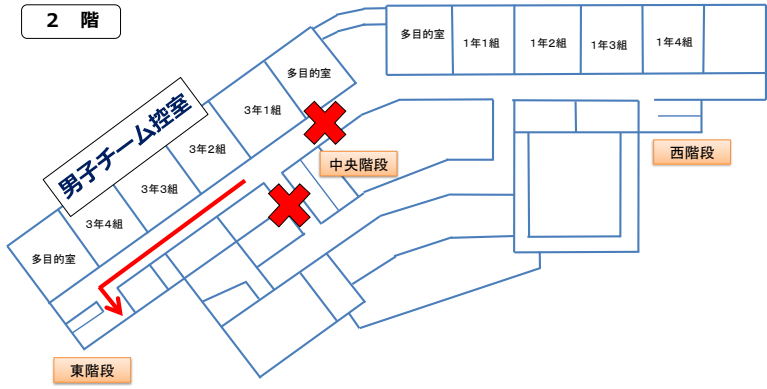 ２ 階
多目的室
1年1組
1年2組
1年3組
1年4組
多目的室
3年1組
3年2組
3年3組
3年4組
多目的室
男子チーム控室
中央階段
西階段
東階段